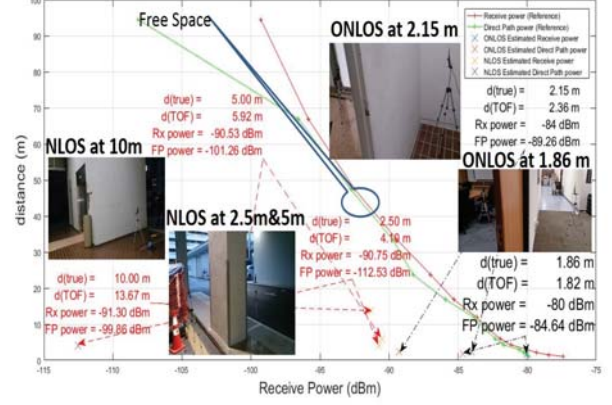 Free Space
ONLOS at 2.15 m
Receive power (Reference)
Direct Path power (Reference)
ONLOS Estimated Receive power
ONLOS Estimated Direct Path power
NLOS Estimated Receive power
NLOS Estimated Direct Path power
d(true) = 5.00 m
d(TOF) = 5.92 m
Rx power = -90.53 dBm
FP power = -101.26 dBm
2.15 m
d(true) =
2.36 m
d(TOF) =
Rx power = -84 dBm
FP power = -89.26 dBm
NLOS at 10m
ONLOS at 1.86 m
NLOS at 2.5m&5m
d(true) = 2.50 m
d(TOF) = 4.19 m
Rx power = -90.75 dBm
FP power = -112.53 dBm
d(true) = 10.00 m
d(TOF) = 13.67 m
Rx power = -91.30 dBm
FP power = -99.86 dBm
d(true) = 1.86 m
d(TOF) = 1.82 m
Rx power = -80 dBm
FP power = -84.64 dBm
distance (m)
100
90
80
70
60
50
40
30
20
10
0
-115
-110
-105
-100
-95
-90
-85
-80
-75
Receive Power (dBm)